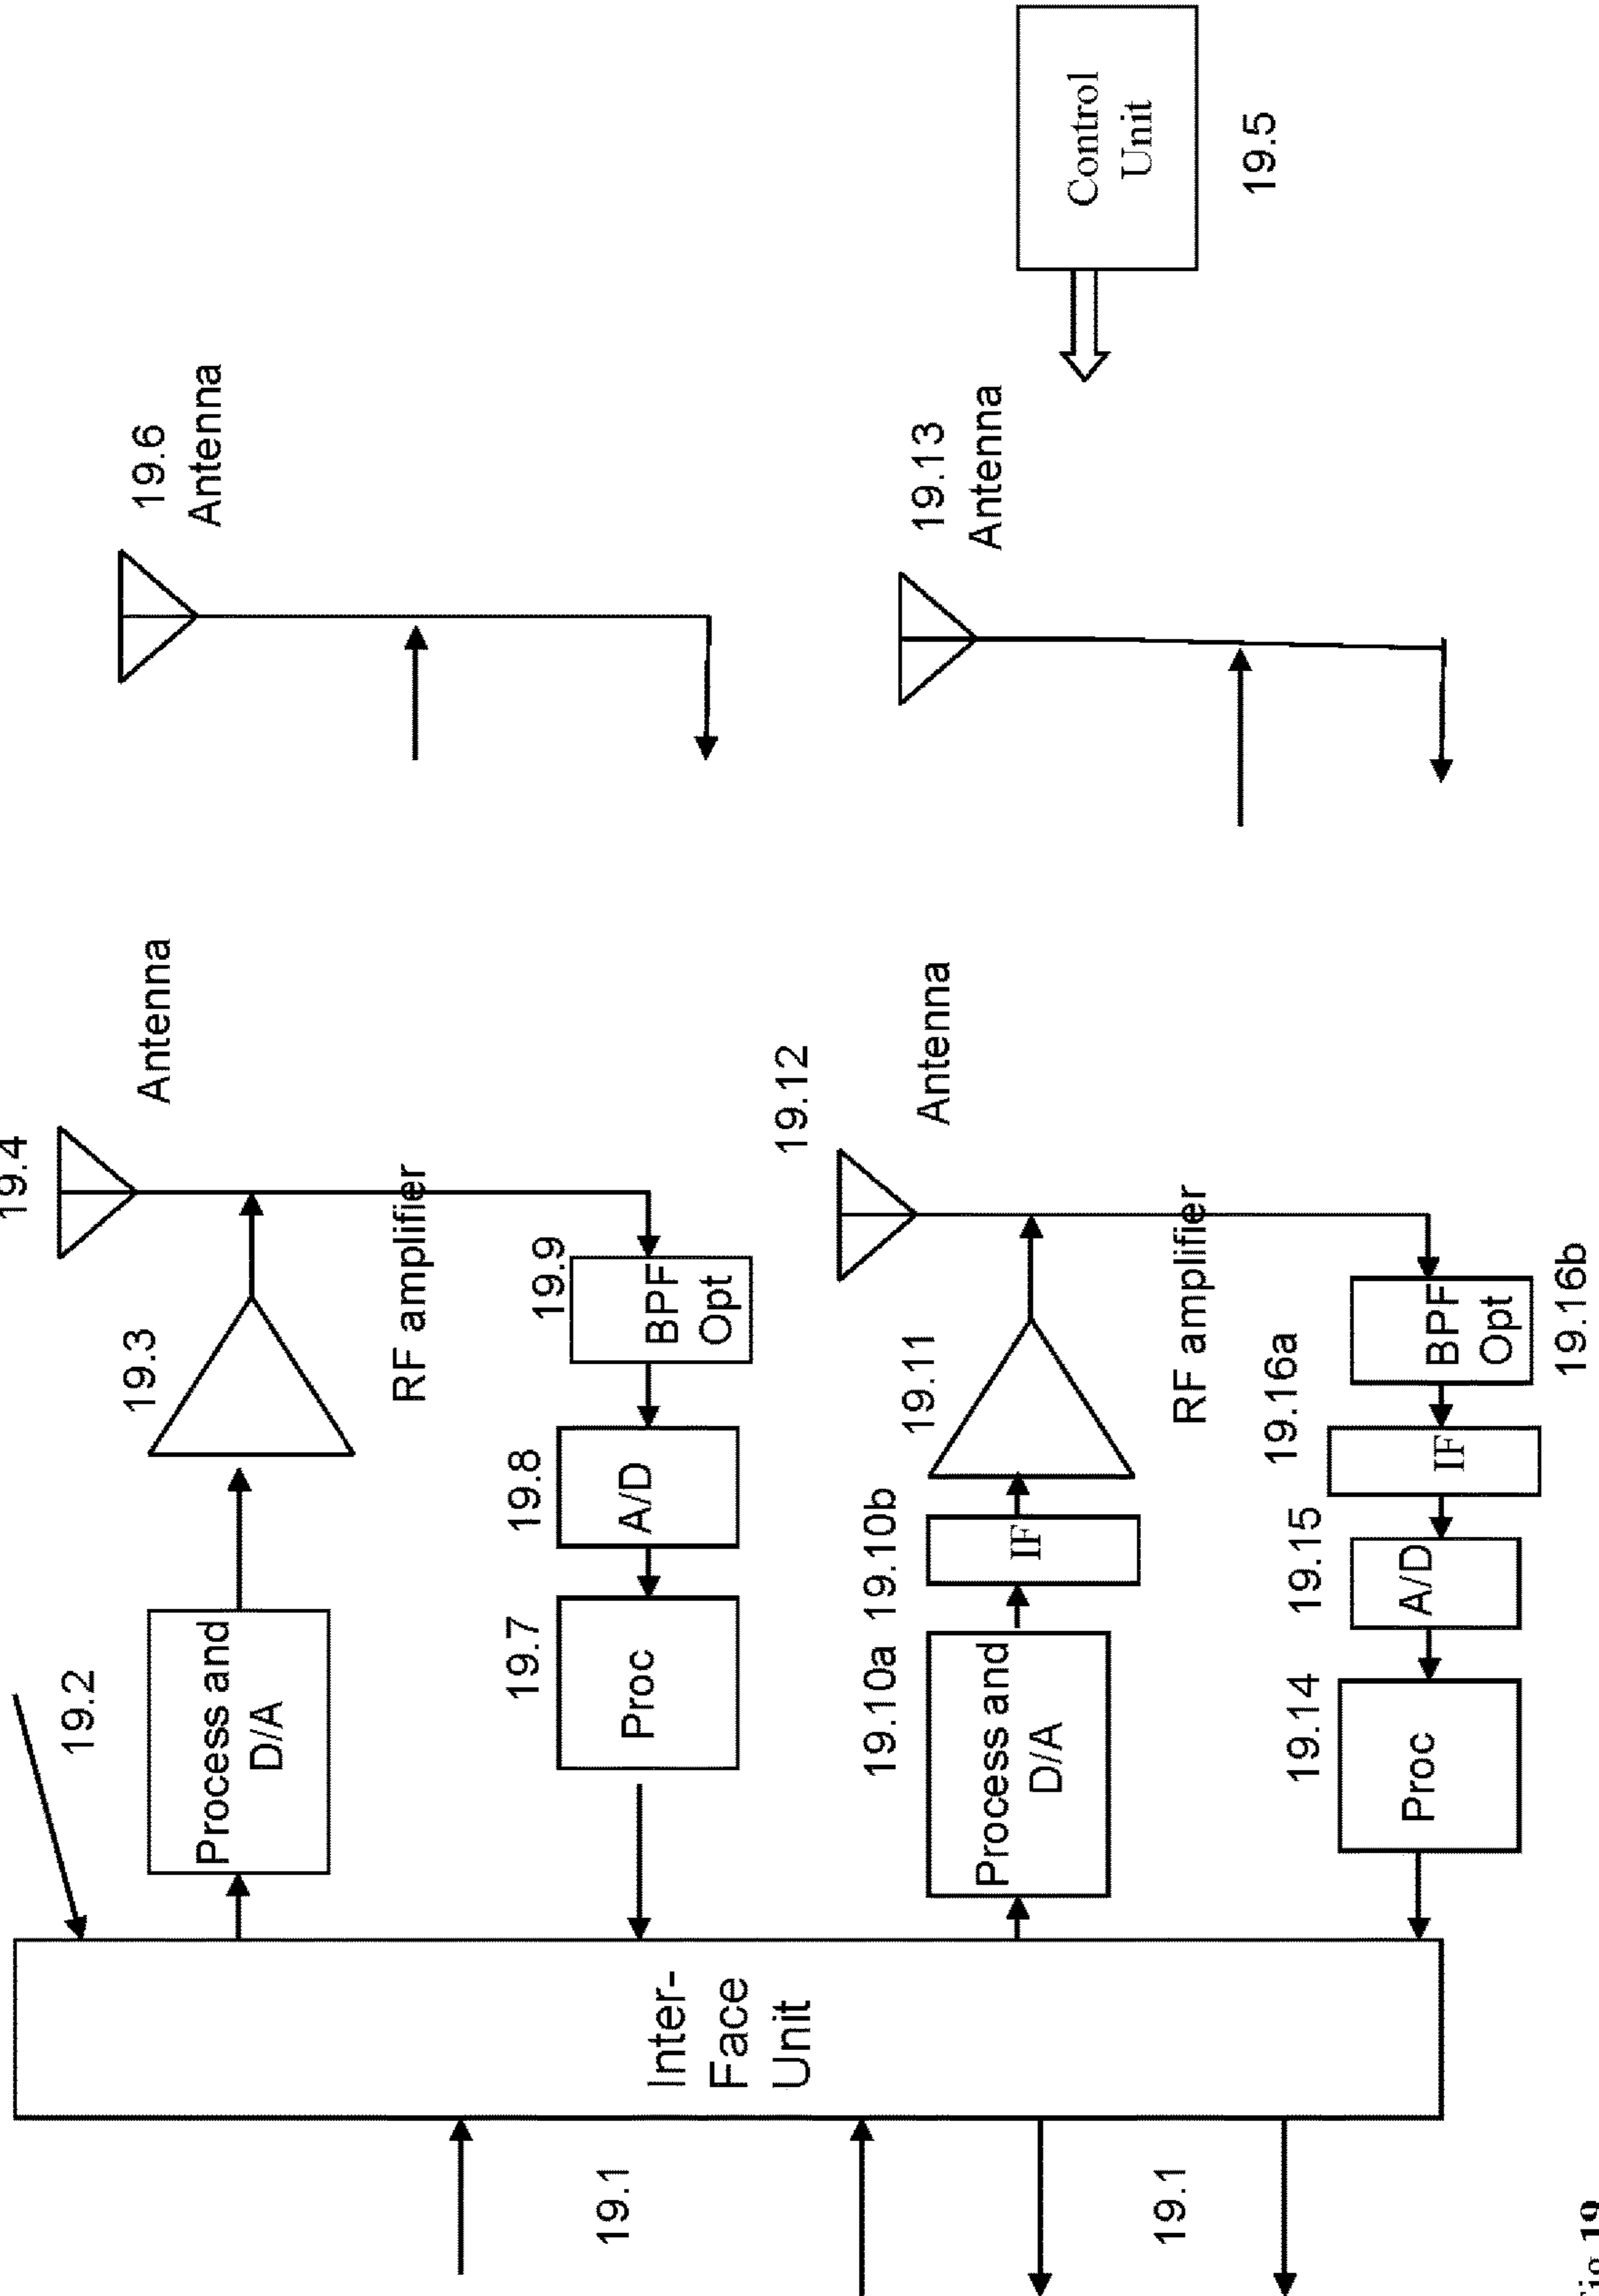 19.4
Antenna
19.6
Antenna
19.2
Process and
D/A
19.3
RF amplifier
19.7
Proc
19.8
A/D
19.9
BPF
Opt
Inter-
Face
Unit
19.1
19.1
19.12
Antenna
19.13
Antenna
Control
Unit
19.5
19.10a
19.10b
Process and
D/A
IF
19.11
RF amplifier
19.14
Proc
19.15
A/D
19.16a
IF
BPF
Opt
19.16b
Fig 19